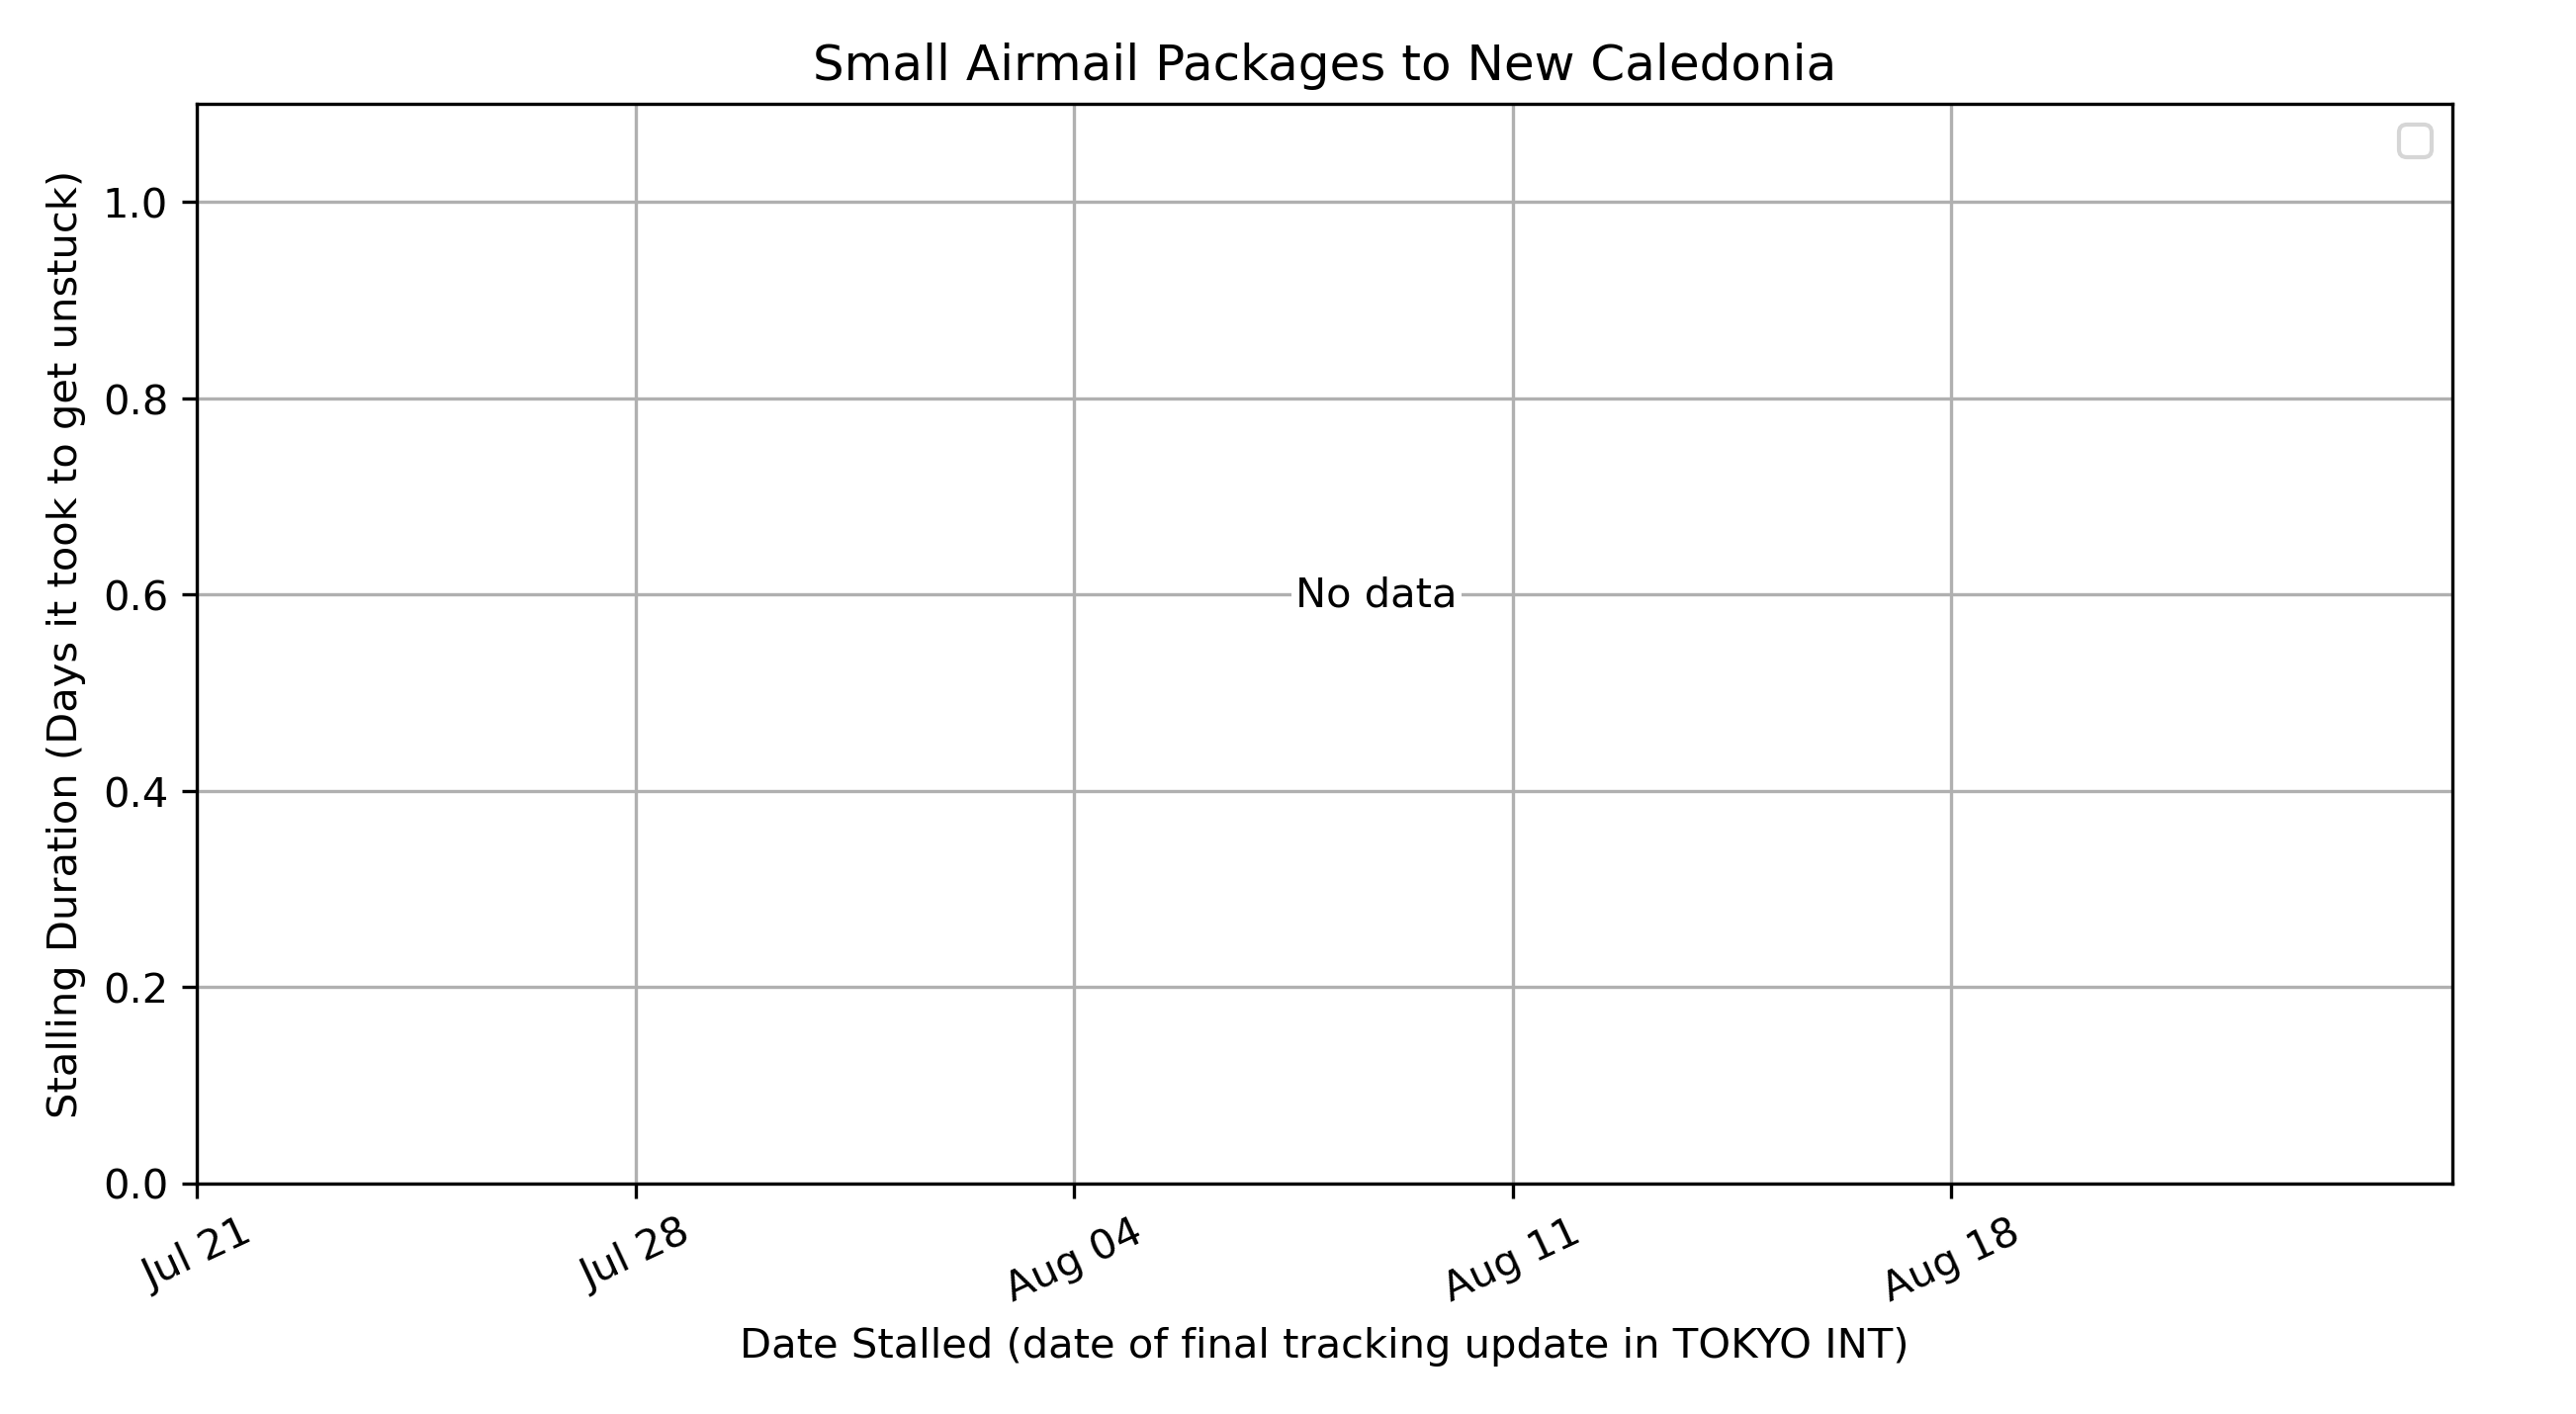 Small Airmail Packages to New Caledonia
Stalling Duration (Days it took to get unstuck)
1.0
0.8
0.6
0.4
0.2
0.0
No data
Jul 21
Jul 28
Aug 04
Aug 11
Aug 18
Date Stalled (date of final tracking update in TOKYO INT)